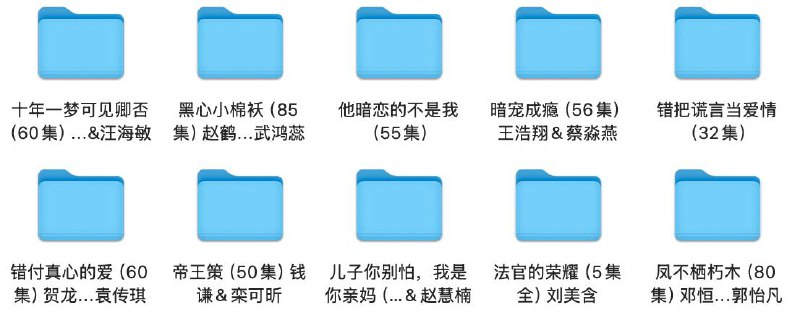 十年一梦可见卿否
（60集）...&汪海敏
黑心小棉袄（85
集）赵鹤...武鸿蕊
他暗恋的不是我
（55集）
暗宠成瘾（56集）
王浩翔＆蔡淼燕
错把谎言当爱情
（32集）
错付真心的爱（60
集）贺龙...袁传琪
帝王策（50集）钱
谦＆栾可昕
儿子你别怕，我是
你亲妈（...＆赵慧楠
法官的荣耀（5集
全）刘美含
凤不栖朽木（80
集）邓恒...郭怡凡